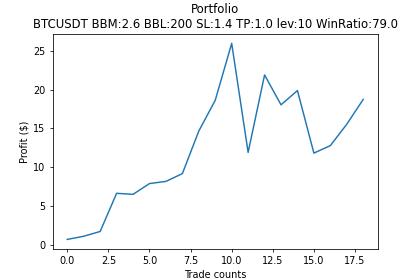 Portfolio
BTCUSDT BBM:2.6 BBL:200 SL:1.4 TP:1.0 lev:10 WinRatio:79.0
25
20
15
10
5
0
Profit ($)
0.0 2.5 5.0 7.5 10.0 12.5 15.0 17.5
Trade counts